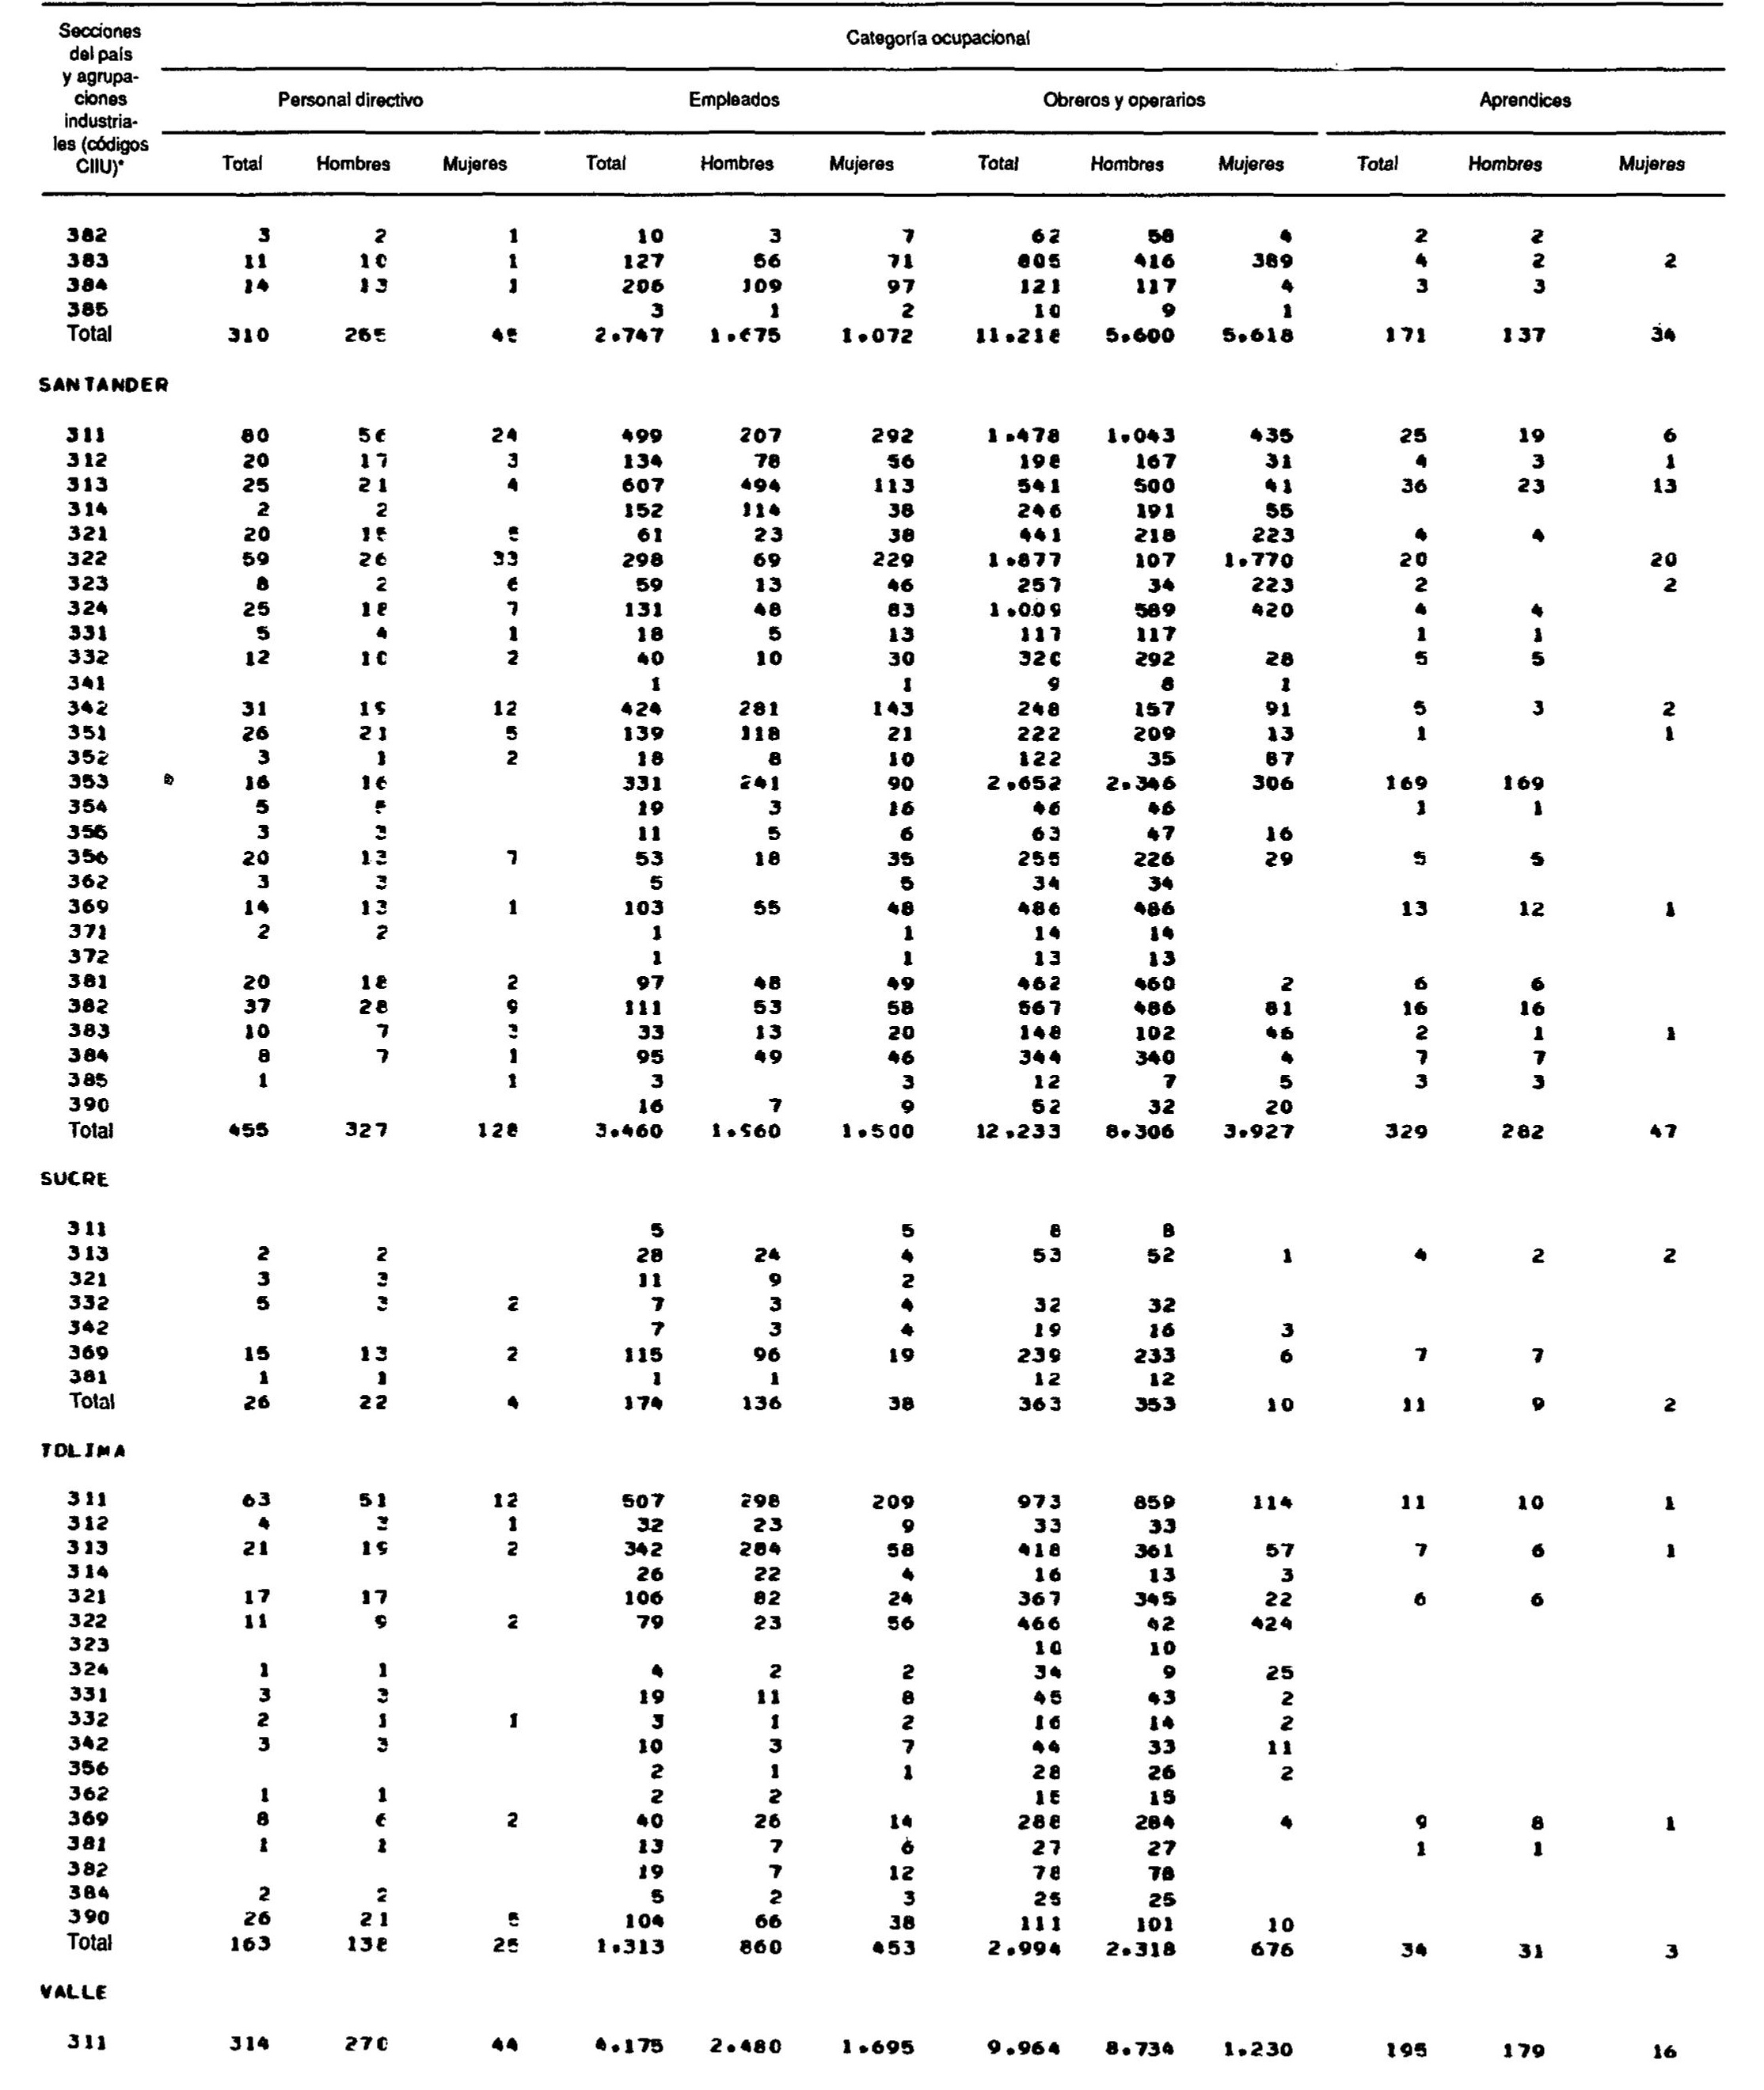 Secciones del país y agrupaciones industriales (códigos CIIU)* Categoría ocupacional
Personal directivo Empleados Obreros y operarios Aprendices
Total Hombres Mujeres Total Hombres Mujeres Total Hombres Mujeres Total Hombres Mujeres
382 3 2 1 10 3 7 62 58 4 2 2
383 11 10 1 127 56 71 805 416 389 4 2 2
384 14 13 1 206 109 97 121 117 4 3 3
385 3 1 2 10 9 1
Total 310 265 45 2.747 1.675 1.072 11.218 5.600 5.618 171 137 34
SANTANDER
311 80 56 24 499 207 292 1.478 1.043 435 25 19 6
312 20 17 3 134 78 56 198 167 31 4 3 1
313 25 21 4 607 494 113 541 500 41 36 23 13
314 2 2 152 114 38 246 191 55
321 20 15 5 61 23 38 441 218 223 4 4
322 59 26 33 298 69 229 1.877 107 1.770 20 20
323 8 2 6 59 13 46 257 34 223 2 2
324 25 18 7 131 48 83 1.009 589 420 4 4
331 5 4 1 18 5 13 117 117 1 1
332 12 10 2 40 10 30 320 292 28 5 5
341 1 1 9 8 1
342 31 19 12 424 281 143 248 157 91 5 3 2
351 26 21 5 139 118 21 222 209 13 1 1
352 3 1 2 18 8 10 122 35 87
353 16 16 331 241 90 2.652 2.346 306 169 169
354 5 5 19 3 16 46 46 1 1
355 3 3 11 5 6 63 47 16
356 20 13 7 53 18 35 255 226 29 5 5
362 3 3 5 5 34 34
369 14 13 1 103 55 48 486 486 13 12 1
371 2 2 1 1 14 14
372 1 1 13 13
381 20 18 2 97 48 49 462 460 2 6 6
382 37 28 9 111 53 58 567 486 81 16 16
383 10 7 3 33 13 20 148 102 46 2 1 1
384 8 7 1 95 49 46 344 340 4 7 7
385 1 1 3 3 12 7 5 3 3
390 16 7 9 52 32 20
Total 455 327 128 3.460 1.960 1.500 12.233 8.306 3.927 329 282 47
SUCRE
311 5 5 8 8
313 2 2 28 24 4 53 52 1 4 2 2
321 3 3 11 9 2
332 5 3 2 7 3 4 32 32
342 7 3 4 19 16 3
369 15 13 2 115 96 19 239 233 6 7 7
381 1 1 1 1 12 12
Total 26 22 4 174 136 38 363 353 10 11 9 2
TOLIMA
311 63 51 12 507 298 209 973 859 114 11 10 1
312 4 3 1 32 23 9 33 33
313 21 19 2 342 284 58 418 361 57 7 6 1
314 26 22 4 16 13 3
321 17 17 106 82 24 367 345 22 6 6
322 11 9 2 79 23 56 466 42 424
323 10 10
324 1 1 4 2 2 34 9 25
331 3 3 19 11 8 45 43 2
332 2 1 1 3 1 2 16 14 2
342 3 3 10 3 7 44 33 11
356 2 1 1 28 26 2
362 1 1 2 2 15 15
369 8 6 2 40 26 14 288 284 4 9 8 1
381 1 1 13 7 6 27 27 1 1
382 19 7 12 78 78
384 2 2 5 2 3 25 25
390 26 21 5 104 66 38 111 101 10
Total 163 138 25 1.313 860 453 2.994 2.318 676 34 31 3
VALLE
311 314 270 44 4.175 2.480 1.695 9.964 8.734 1.230 195 179 16